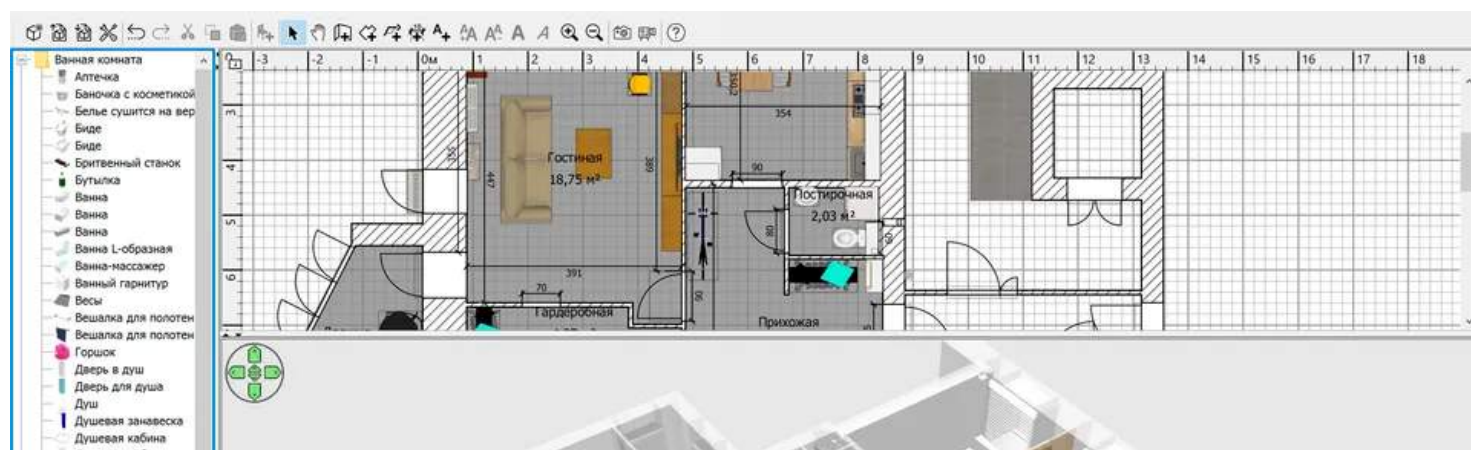 Ванная комната
Аптечка
Баночка с косметикой
Белье сушится на вер
Биде
Биде
Бритвенный станок
Бутылка
Ванна
Ванна
Ванна
Ванна L-образная
Ванна-массажер
Ванный гарнитур
Весы
Вешалка для полотен
Вешалка для полотен
Горшок
Дверь в душ
Дверь для душа
Душ
Душевая занавеска
Душевая кабина
-3 -2 -1 0м 1 2 3 4 5 6 7 8 9 10 11 12 13 14 15 16 17 18
3
4
5
6
354
90
Гостиная
18,75 м²
447
389
155
Постирочная
2,03 м²
80
60
391
70
90
Гардеробная
Прихожая